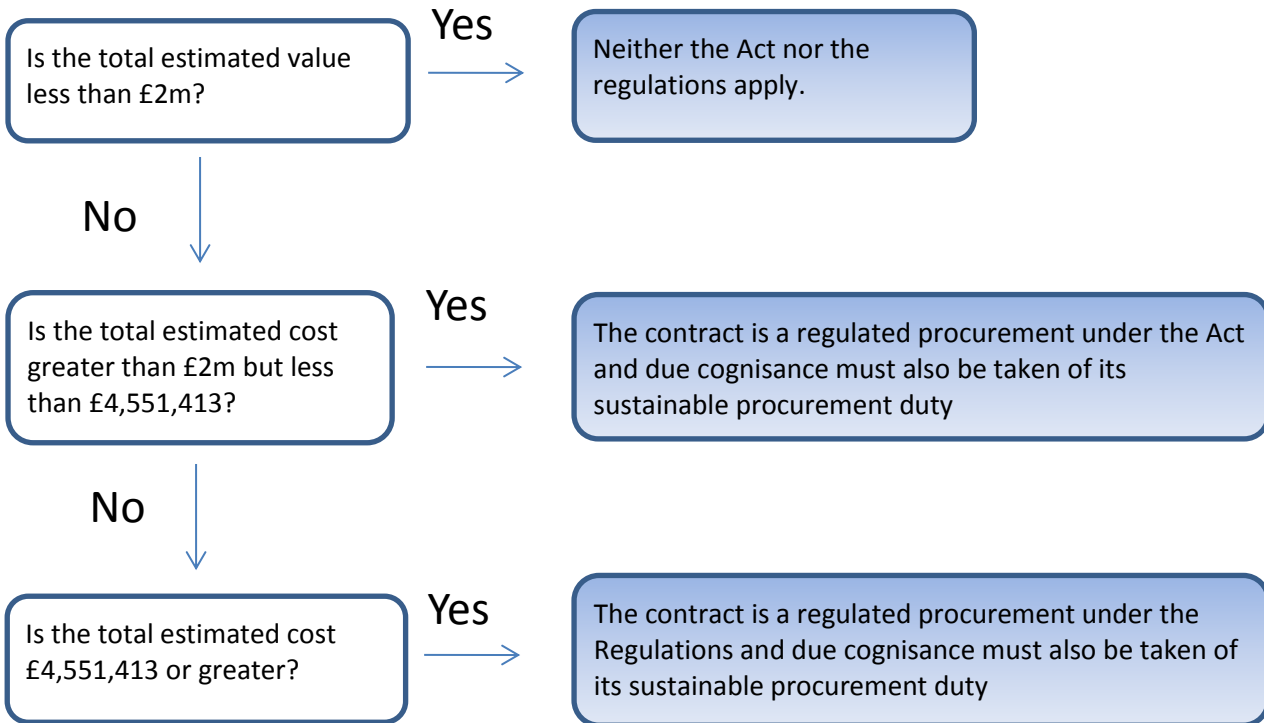 Is the total estimated value
less than £2m?
Yes
Neither the Act nor the
regulations apply.
No
Is the total estimated cost
greater than £2m but less
than £4,551,413?
Yes
The contract is a regulated procurement under the Act
and due cognisance must also be taken of its
sustainable procurement duty
No
Is the total estimated cost
£4,551,413 or greater?
Yes
The contract is a regulated procurement under the
Regulations and due cognisance must also be taken of
its sustainable procurement duty